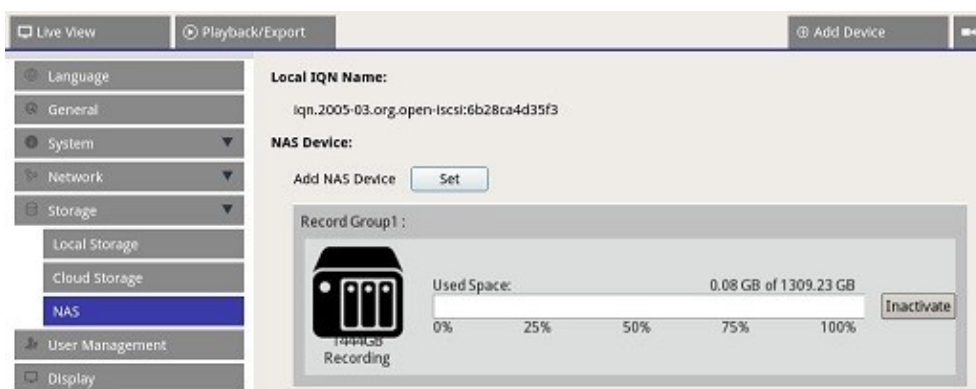 Live View
Playback/Export
Add Device
Language
General
System
Network
Storage
Local Storage
Cloud Storage
NAS
User Management
Display
Local IQN Name:
iqn.2005-03.org.open-iscsi:6b28ca4d35f3
NAS Device:
Add NAS Device Set
Record Group1 :
Used Space: 0.08 GB of 1309.23 GB
Inactivate
0% 25% 50% 75% 100%
1444GB
Recording